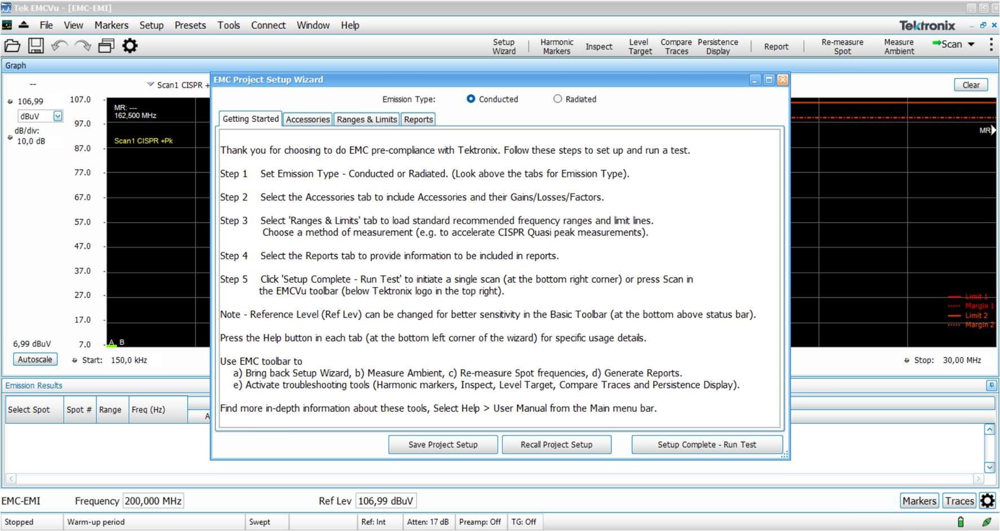 Tek EMCVu - [EMC-EMI]
File View Markers Setup Presets Tools Connect Window Help
Tektronix
Setup Wizard | Harmonic Markers Inspect Level Target Compare Traces Persistence Display | Report | Re-measure Spot Measure Ambient Scan
Graph
EMC Project Setup Wizard
--
Scan1 CISPR +
Clear
106,99
dBuV
dB/div:
10,0 dB
107.0
97.0
87.0
77.0
67.0
57.0
47.0
37.0
27.0
17.0
7.0
6,99 dBuV
Autoscale
MR: ---
162,500 MHz
Scan1 CISPR +Pk
A B
Start: 150,0 kHz
Emission Type: Conducted Radiated
Getting Started Accessories Ranges & Limits Reports
Thank you for choosing to do EMC pre-compliance with Tektronix. Follow these steps to set up and run a test.
Step 1 Set Emission Type - Conducted or Radiated. (Look above the tabs for Emission Type).
Step 2 Select the Accessories tab to include Accessories and their Gains/Losses/Factors.
Step 3 Select 'Ranges & Limits' tab to load standard recommended frequency ranges and limit lines.
Choose a method of measurement (e.g. to accelerate CISPR Quasi peak measurements).
Step 4 Select the Reports tab to provide information to be included in reports.
Step 5 Click 'Setup Complete - Run Test' to initiate a single scan (at the bottom right corner) or press Scan in
the EMCVu toolbar (below Tektronix logo in the top right).
Note - Reference Level (Ref Lev) can be changed for better sensitivity in the Basic Toolbar (at the bottom above status bar).
Press the Help button in each tab (at the bottom left corner of the wizard) for specific usage details.
Use EMC toolbar to
a) Bring back Setup Wizard, b) Measure Ambient, c) Re-measure Spot frequencies, d) Generate Reports.
e) Activate troubleshooting tools (Harmonic markers, Inspect, Level Target, Compare Traces and Persistence Display).
Find more in-depth information about these tools, Select Help > User Manual from the Main menu bar.
Save Project Setup Recall Project Setup Setup Complete - Run Test
MR
Limit 1
Margin 1
Limit 2
Margin 2
Stop: 30,00 MHz
Emission Results
Select Spot Spot # Range Freq (Hz) A
EMC-EMI Frequency 200,000 MHz Ref Lev 106,99 dBuV Markers Traces
Stopped Warm-up period Swept Ref: Int Atten: 17 dB Preamp: Off TG: Off